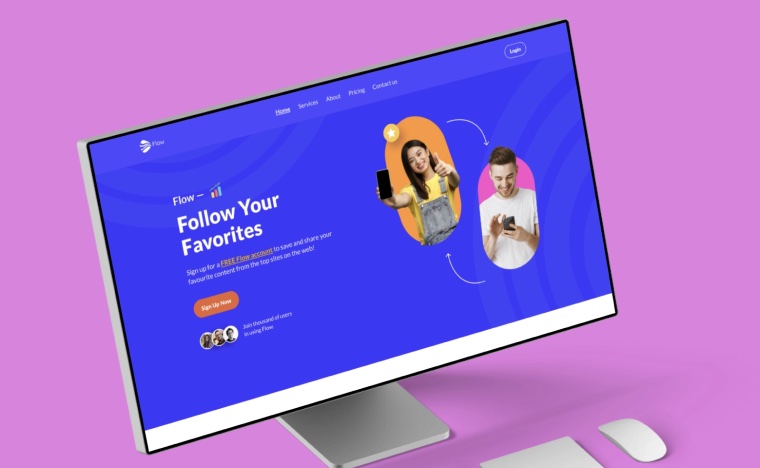 Login
Home Services About Pricing Contact us
Flow
Flow —
Follow Your
Favorites
Sign up for a FREE Flow account to save and share your
favourite content from the top sites on the web!
Sign Up Now
Join thousand of users
in using Flow.